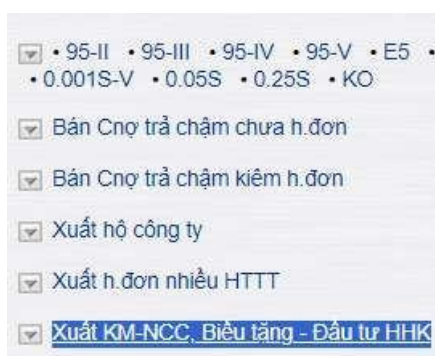 • 95-II • 95-III • 95-IV • 95-V • E5 •
• 0.001S-V • 0.05S • 0.25S • KO
Bán Cnợ trả chậm chưa h.đơn
Bán Cnợ trả chậm kiêm h.đơn
Xuất hộ công ty
Xuất h.đơn nhiều HTTT
Xuất KM-NCC, Biếu tặng - Đầu tư HHK